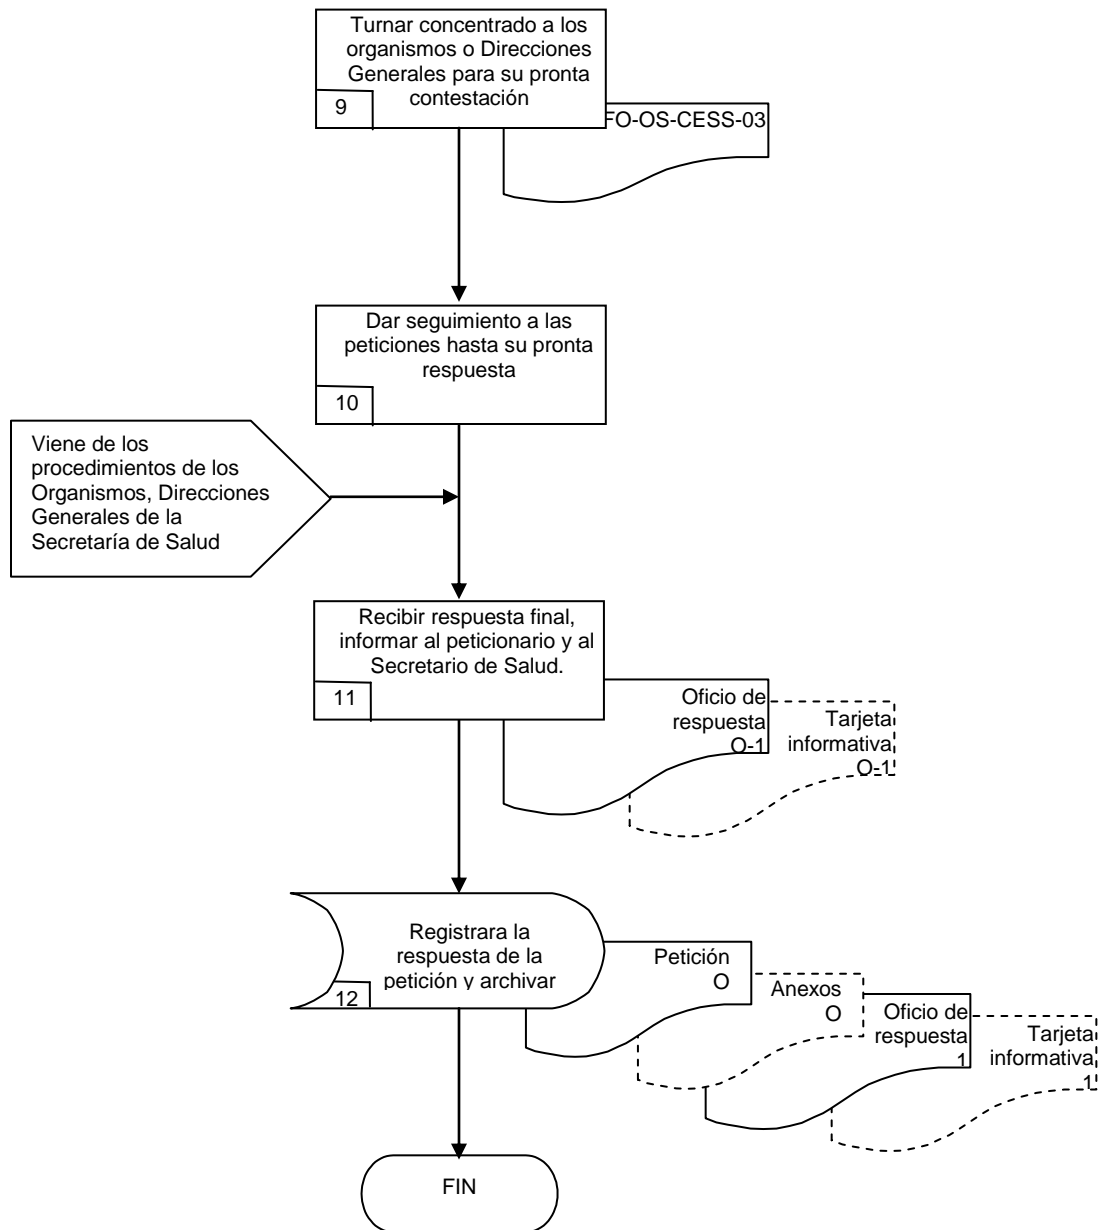 Turnar concentrado a los
organismo o Direcciones
Generales para su pronta
contestación
9
FO-OS-CESS-03
Dar seguimiento a las
peticiones hasta su pronta
respuesta
10
Viene de los
procedimientos de los
Organismos, Direcciones
Generales de la
Secretaría de Salud
Recibir respuesta final,
informar al peticionario y al
Secretario de Salud.
11
Oficio de
respuesta
O-1
Tarjeta
informativa
O-1
Registrara la
respuesta de la
petición y archivar
12
Petición
O
Anexos
O
Oficio de
respuesta
1
Tarjeta
informativa
1
FIN